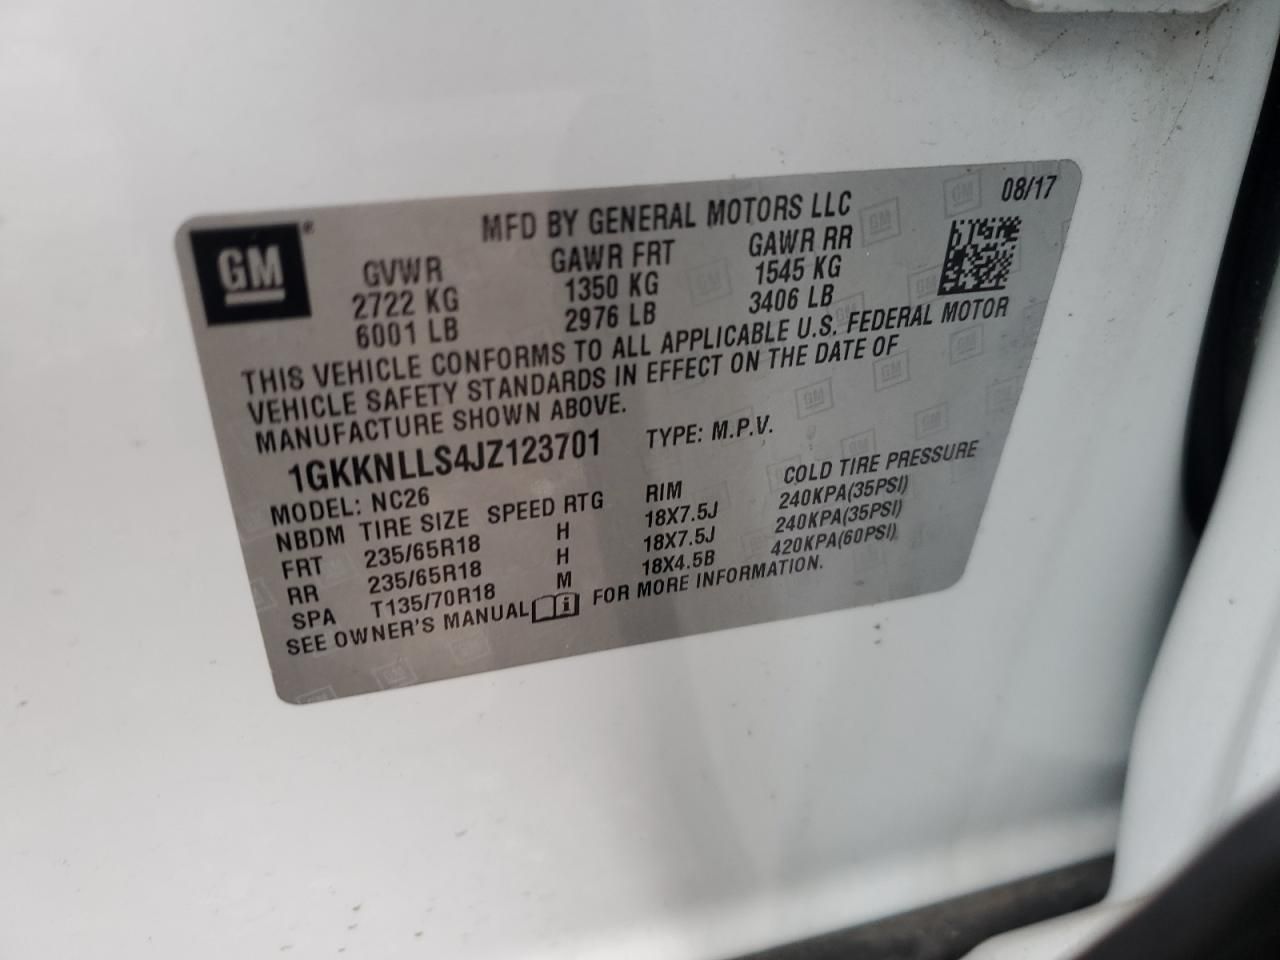 GM®
MFD BY GENERAL MOTORS LLC 08/17
GVWR GAWR FRT GAWR RR
2722 KG 1350 KG 1545 KG
6001 LB 2976 LB 3406 LB
THIS VEHICLE CONFORMS TO ALL APPLICABLE U.S. FEDERAL MOTOR
VEHICLE SAFETY STANDARDS IN EFFECT ON THE DATE OF
MANUFACTURE SHOWN ABOVE.
1GKKNLLS4JZ123701 TYPE: M.P.V.
MODEL: NC26
NBDM TIRE SIZE SPEED RTG RIM COLD TIRE PRESSURE
FRT 235/65R18 H 18X7.5J 240KPA(35PSI)
RR 235/65R18 H 18X7.5J 240KPA(35PSI)
SPA T135/70R18 M 18X4.5B 420KPA(60PSI)
SEE OWNER'S MANUAL FOR MORE INFORMATION.